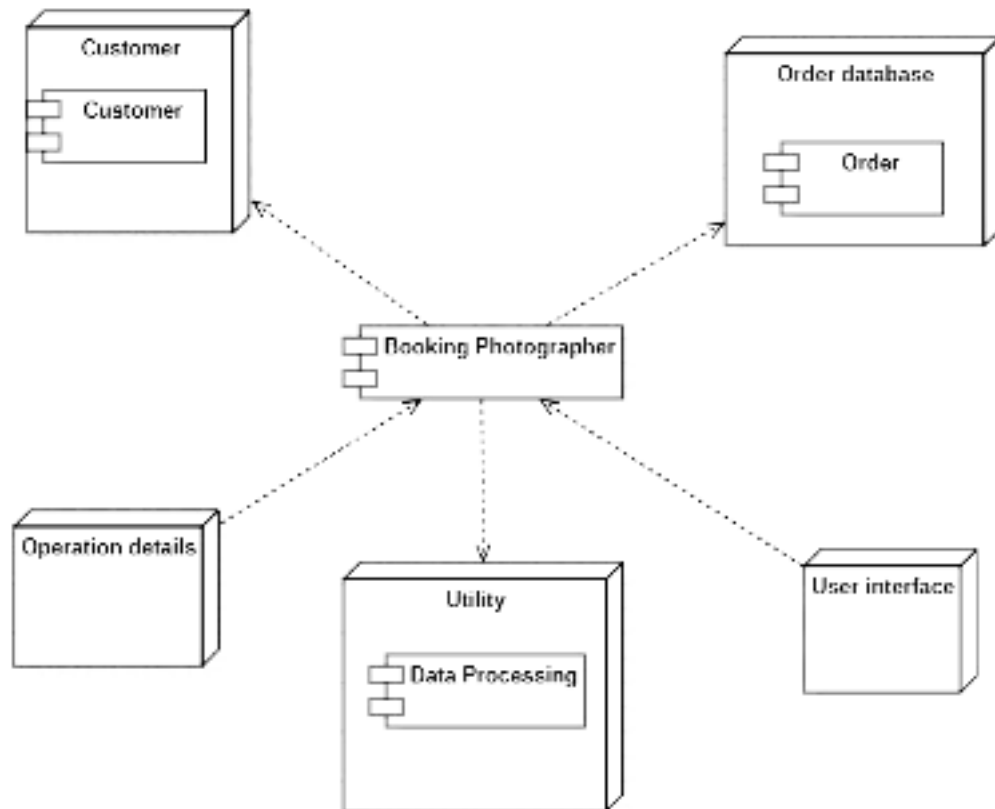 Customer
Customer
Order database
Order
Booking Photographer
Operation details
Utility
Data Processing
User interface